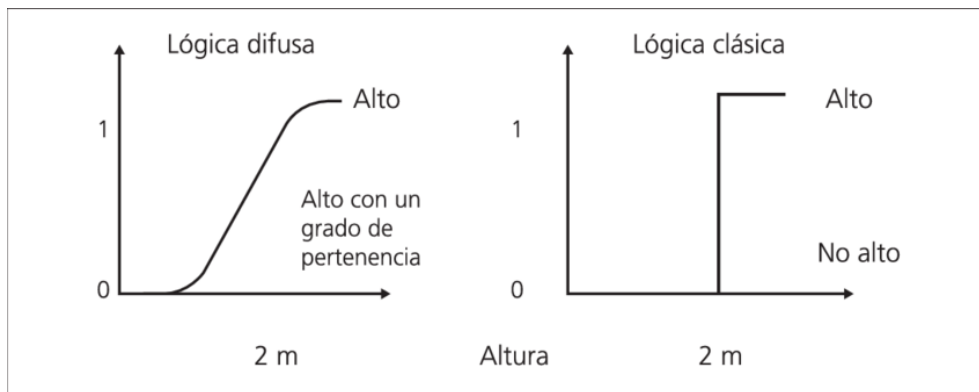 Lógica difusa
Alto
1
Alto con un
grado de
pertenencia
0
2 m
Altura
Lógica clásica
Alto
1
No alto
0
2 m